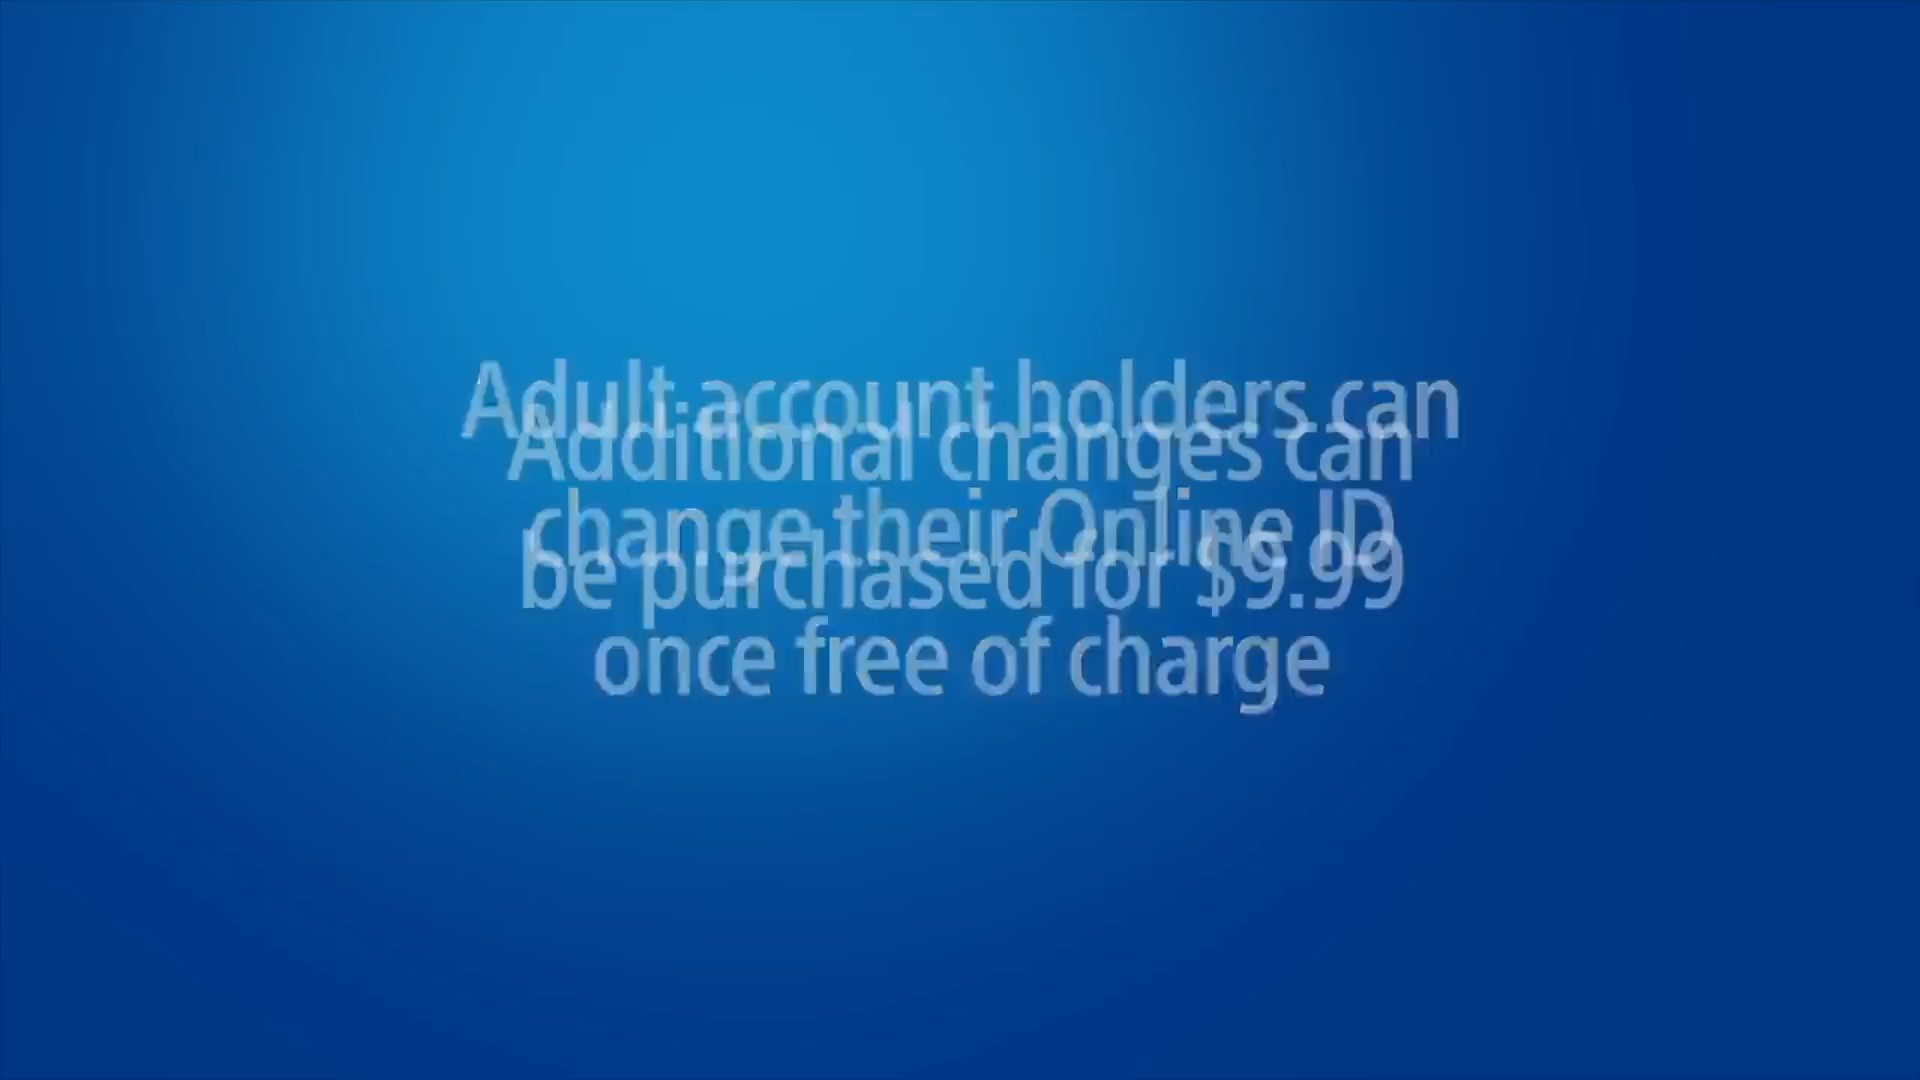 Adult account holders can
change their Online ID
once free of charge
Additional changes can
be purchased for $9.99